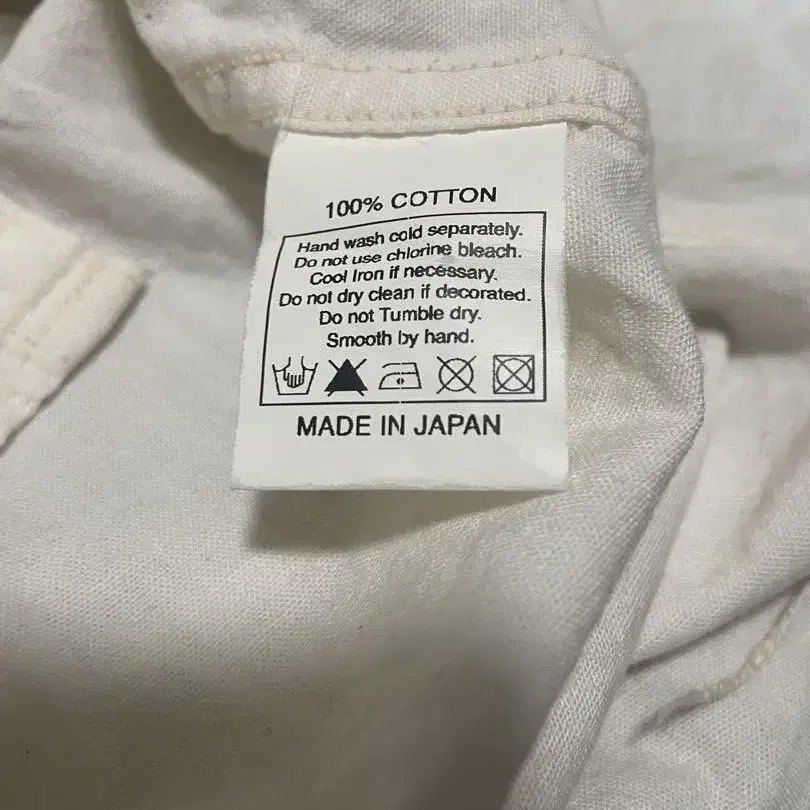 100% COTTON
Hand wash cold separately.
Do not use chlorine bleach.
Cool Iron if necessary.
Do not dry clean if decorated.
Do not Tumble dry.
Smooth by hand.
MADE IN JAPAN